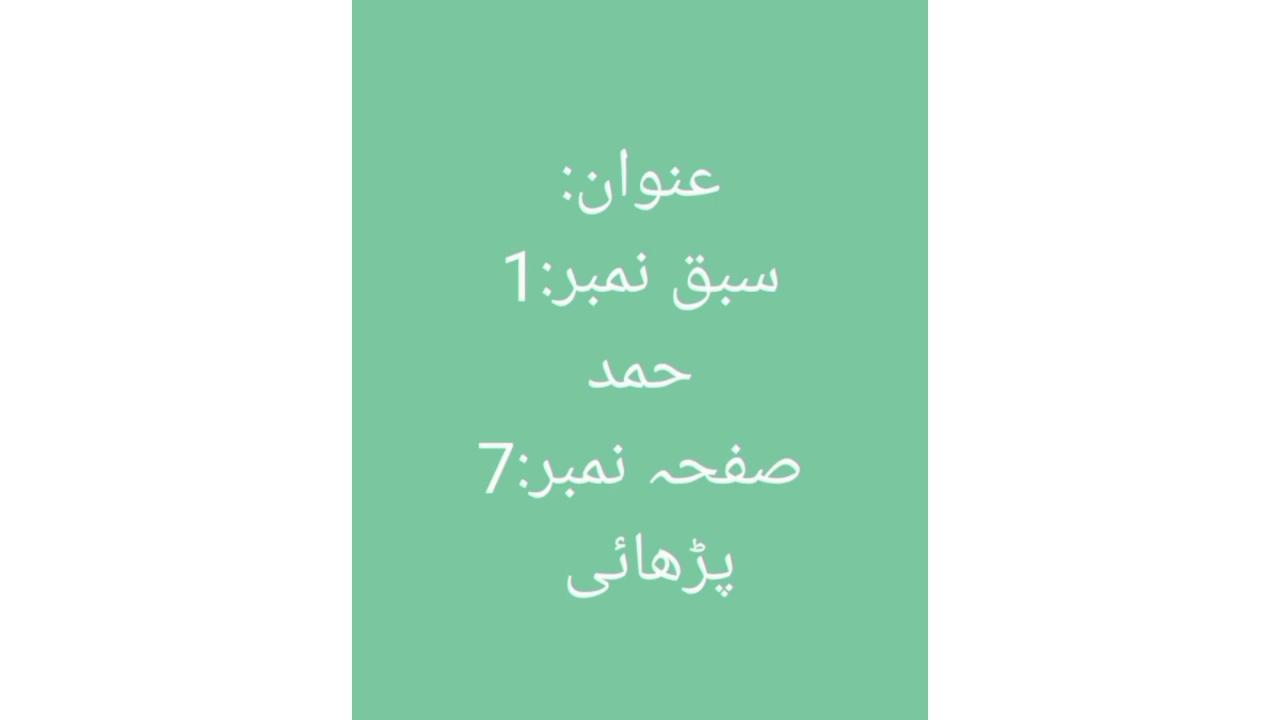 عنوان:
سبق نمبر:1
حمد
صفحہ نمبر:7
پڑھائی